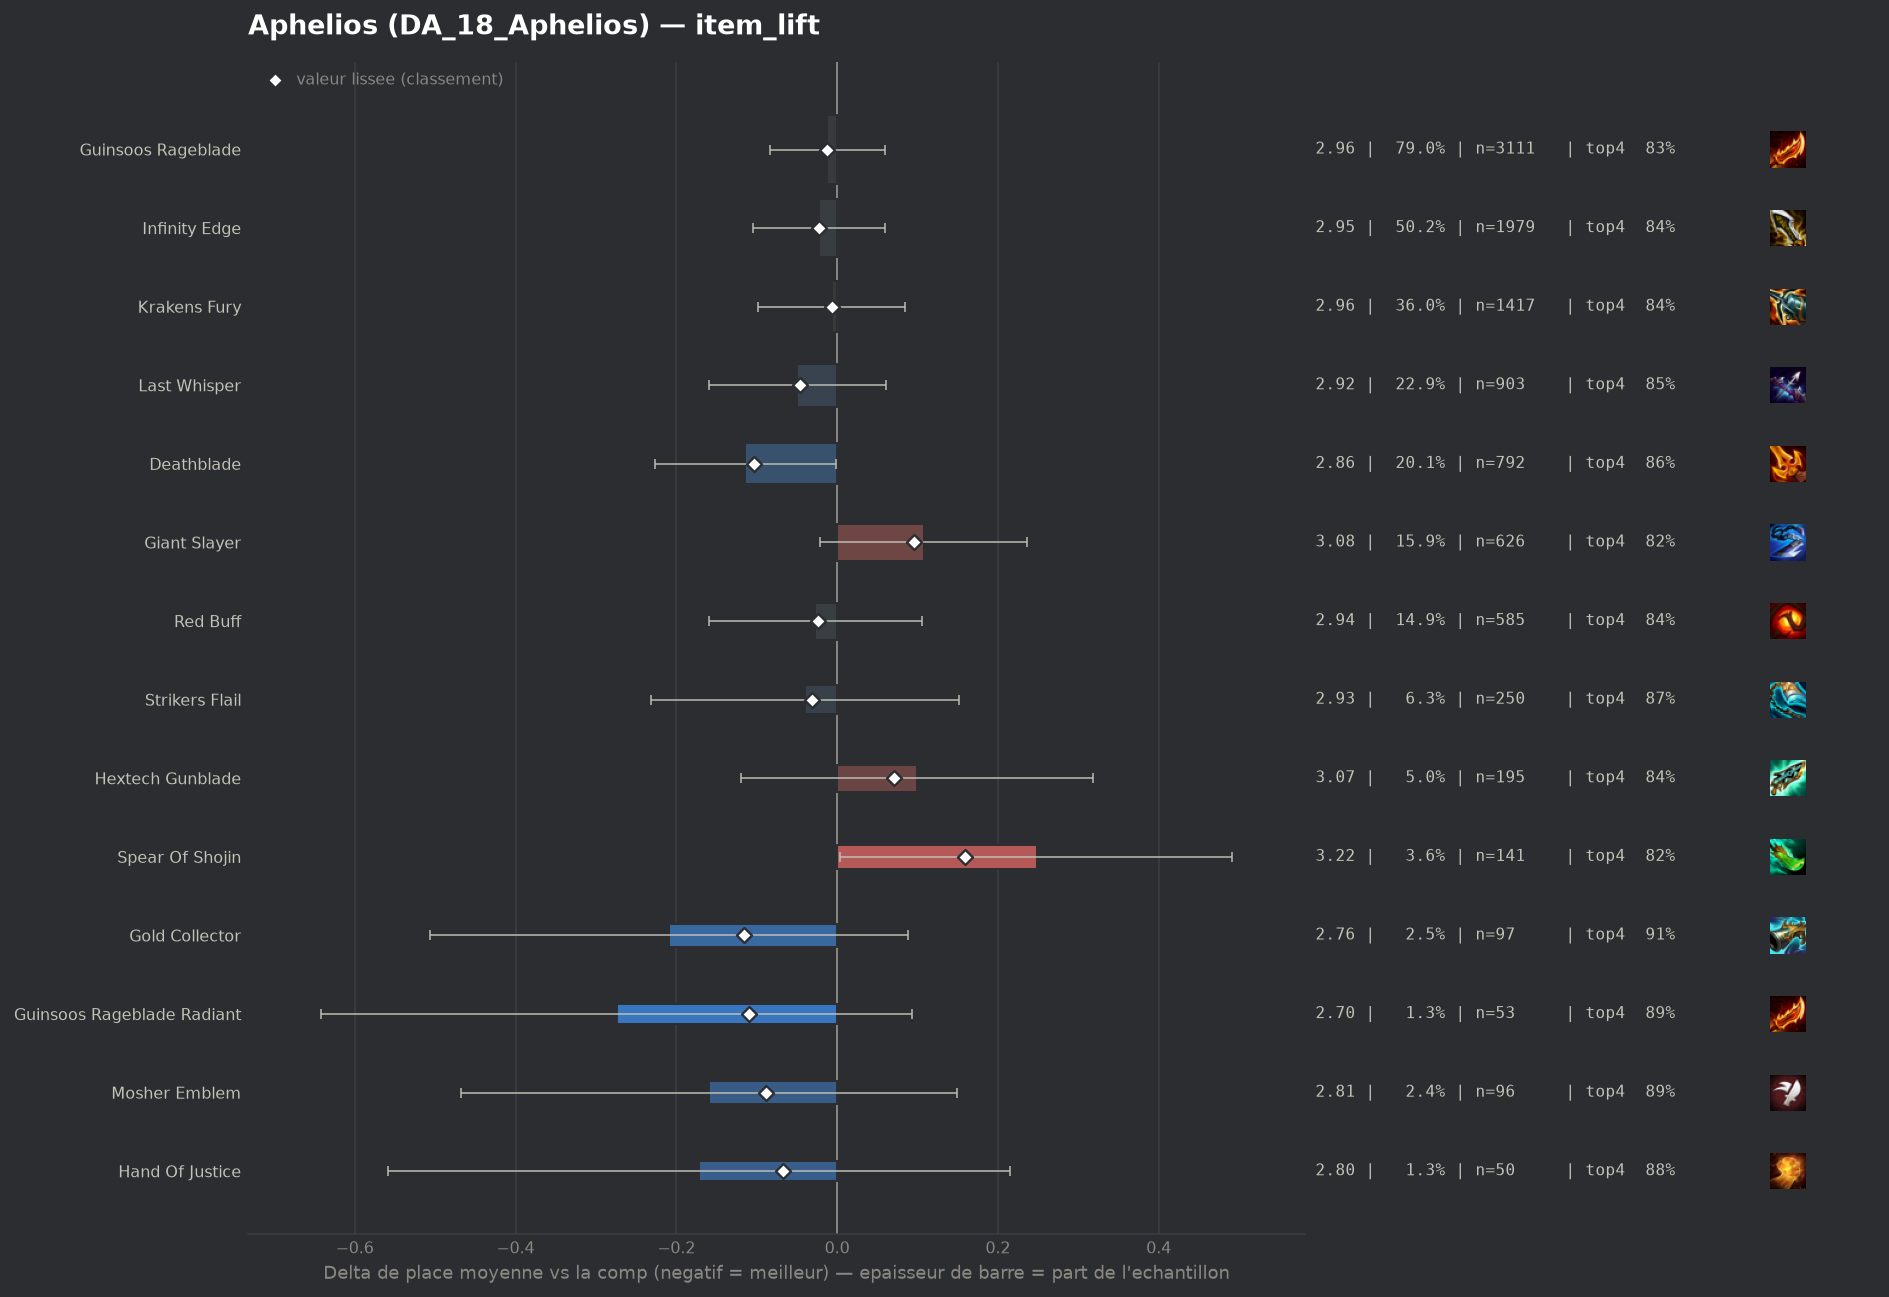 Aphelios (DA_18_Aphelios) — item_lift
valeur lissee (classement)
Guinsoos Rageblade 2.96 | 79.0% | n=3111 | top4 83%
Infinity Edge 2.95 | 50.2% | n=1979 | top4 84%
Krakens Fury 2.96 | 36.0% | n=1417 | top4 84%
Last Whisper 2.92 | 22.9% | n=903 | top4 85%
Deathblade 2.86 | 20.1% | n=792 | top4 86%
Giant Slayer 3.08 | 15.9% | n=626 | top4 82%
Red Buff 2.94 | 14.9% | n=585 | top4 84%
Strikers Flail 2.93 | 6.3% | n=250 | top4 87%
Hextech Gunblade 3.07 | 5.0% | n=195 | top4 84%
Spear Of Shojin 3.22 | 3.6% | n=141 | top4 82%
Gold Collector 2.76 | 2.5% | n=97 | top4 91%
Guinsoos Rageblade Radiant 2.70 | 1.3% | n=53 | top4 89%
Mosher Emblem 2.81 | 2.4% | n=96 | top4 89%
Hand Of Justice 2.80 | 1.3% | n=50 | top4 88%
−0.6 −0.4 −0.2 0.0 0.2 0.4
Delta de place moyenne vs la comp (negatif = meilleur) — epaisseur de barre = part de l'echantillon